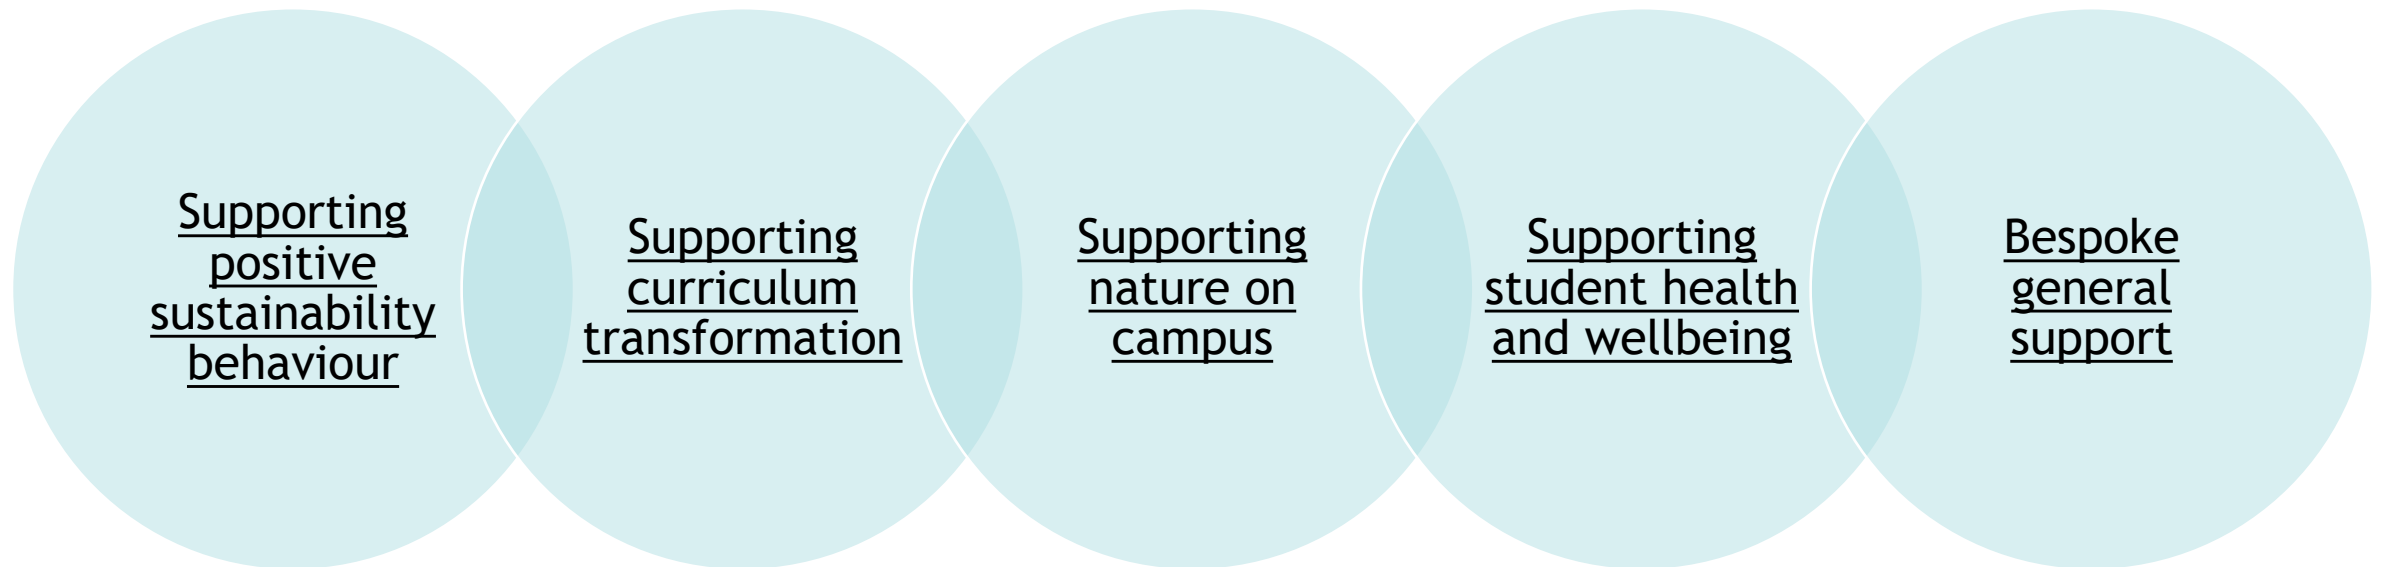 Supporting
positive
sustainability
behaviour
Supporting
curriculum
transformation
Supporting
nature on
campus
Supporting
student health
and wellbeing
Bespoke
general
support